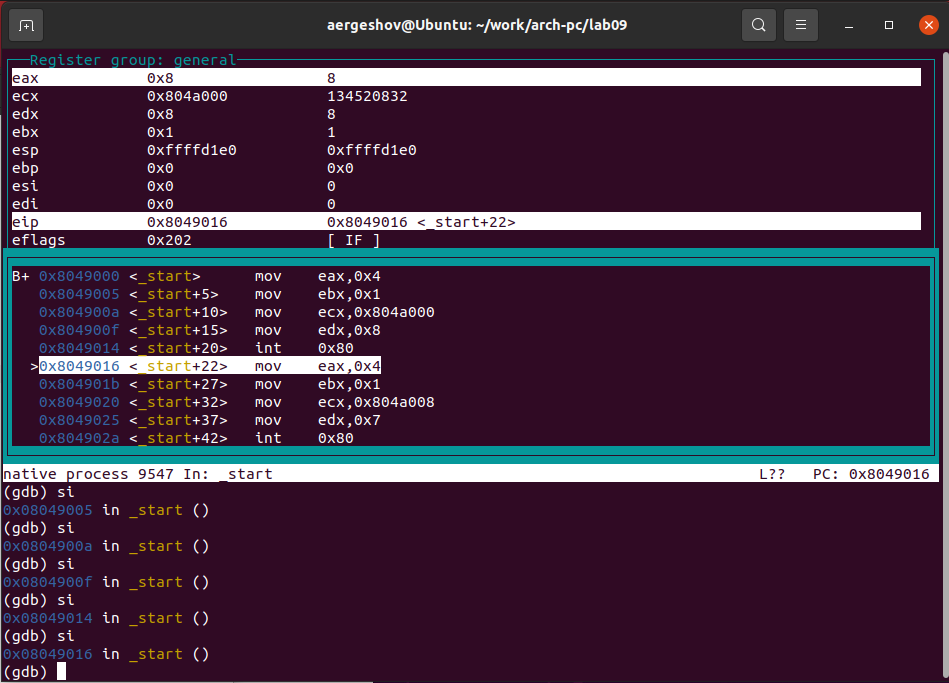 aergeshov@Ubuntu: ~/work/arch-pc/lab09
Register group: general
eax 0x8 8
ecx 0x804a000 134520832
edx 0x8 8
ebx 0x1 1
esp 0xffffd1e0 0xffffd1e0
ebp 0x0 0x0
esi 0x0 0
edi 0x0 0
eip 0x8049016 0x8049016 <_start+22>
eflags 0x202 [ IF ]
B+ 0x8049000 <_start> mov eax,0x4
0x8049005 <_start+5> mov ebx,0x1
0x804900a <_start+10> mov ecx,0x804a000
0x804900f <_start+15> mov edx,0x8
0x8049014 <_start+20> int 0x80
>0x8049016 <_start+22> mov eax,0x4
0x804901b <_start+27> mov ebx,0x1
0x8049020 <_start+32> mov ecx,0x804a008
0x8049025 <_start+37> mov edx,0x7
0x804902a <_start+42> int 0x80
native process 9547 In: _start L?? PC: 0x8049016
(gdb) si
0x08049005 in _start ()
(gdb) si
0x0804900a in _start ()
(gdb) si
0x0804900f in _start ()
(gdb) si
0x08049014 in _start ()
(gdb) si
0x08049016 in _start ()
(gdb)